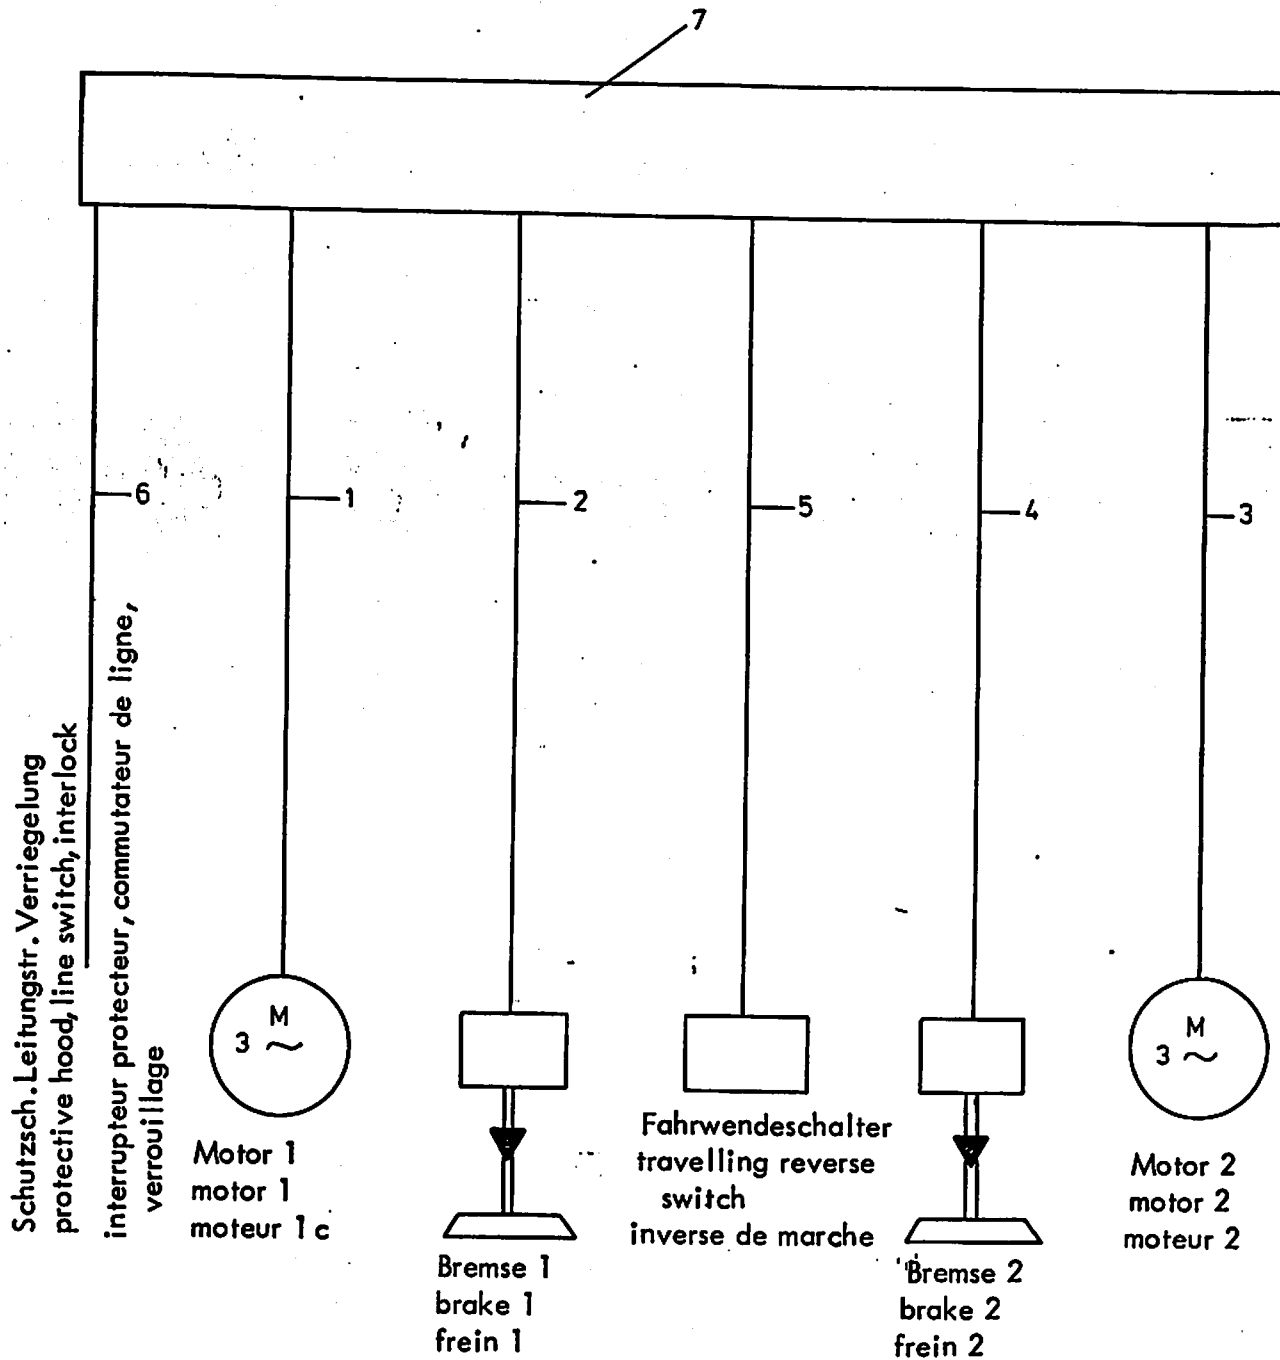 7
6
1
2
5
4
3
Schutzsch.Leitungstr.Verriegelung
protective hood, line switch, interlock
interrupteur protecteur, commutateur de ligne,
verrouillage
M
3 ~
Motor 1
motor 1
moteur 1 c
Bremse 1
brake 1
frein 1
Fahrwendeschalter
travelling reverse
switch
inverse de marche
Bremse 2
brake 2
frein 2
M
3 ~
Motor 2
motor 2
moteur 2